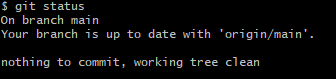 $ git status
On branch main
Your branch is up to date with 'origin/main'.

nothing to commit, working tree clean